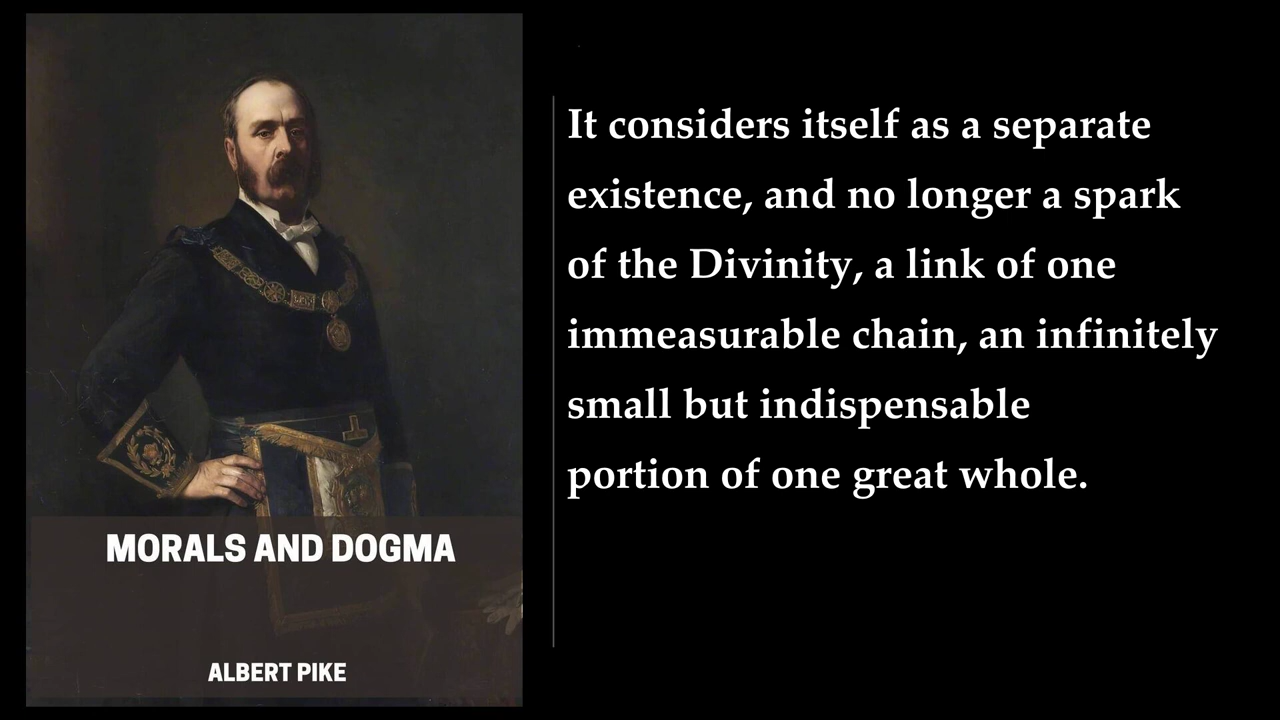 MORALS AND DOGMA
ALBERT PIKE
It considers itself as a separate
existence, and no longer a spark
of the Divinity, a link of one
immeasurable chain, an infinitely
small but indispensable
portion of one great whole.